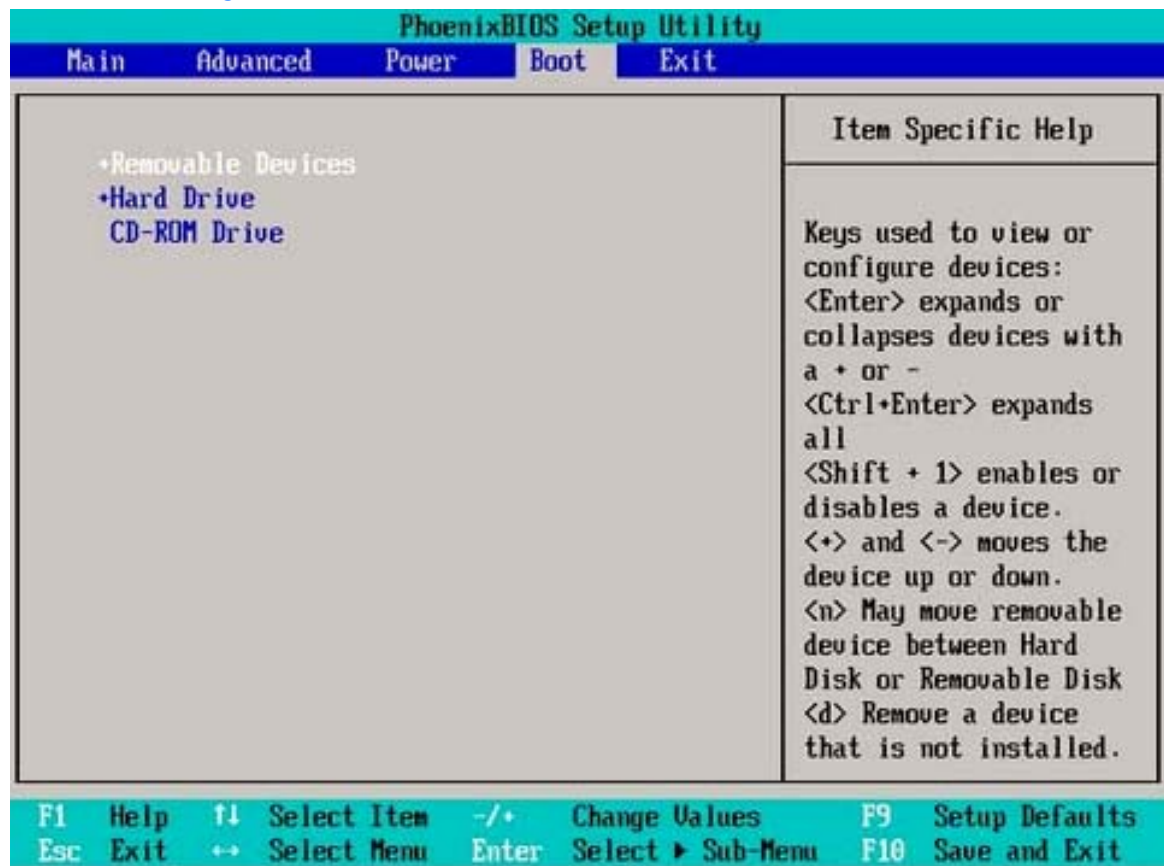 PhoenixBIOS Setup Utility
Main Advanced Power Boot Exit
+Removable Devices
+Hard Drive
CD-ROM Drive
Item Specific Help
Keys used to view or
configure devices:
<Enter> expands or
collapses devices with
a + or -
<Ctrl+Enter> expands
all
<Shift + 1> enables or
disables a device.
<+> and <-> moves the
device up or down.
<n> May move removable
device between Hard
Disk or Removable Disk
<d> Remove a device
that is not installed.
F1 Help ↑↓ Select Item -/+ Change Values F9 Setup Defaults
Esc Exit ↔ Select Menu Enter Select ▶ Sub-Menu F10 Save and Exit